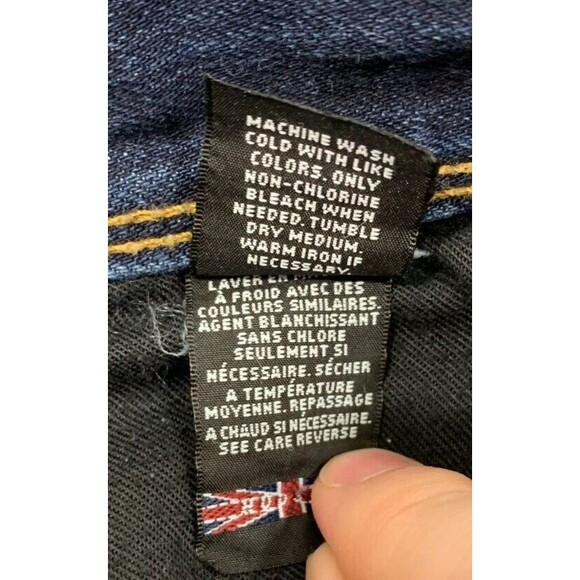 MACHINE WASH
COLD WITH LIKE
COLORS. ONLY
NON-CHLORINE
BLEACH WHEN
NEEDED. TUMBLE
DRY MEDIUM.
WARM IRON IF
NECESSARY.
LAVER
À FROID AVEC DES
COULEURS SIMILAIRES.
AGENT BLANCHISSANT
SANS CHLORE
SEULEMENT SI
NÉCESSAIRE. SÉCHER
A TEMPÉRATURE
MOYENNE. REPASSAGE
A CHAUD SI NÉCESSAIRE.
SEE CARE REVERSE